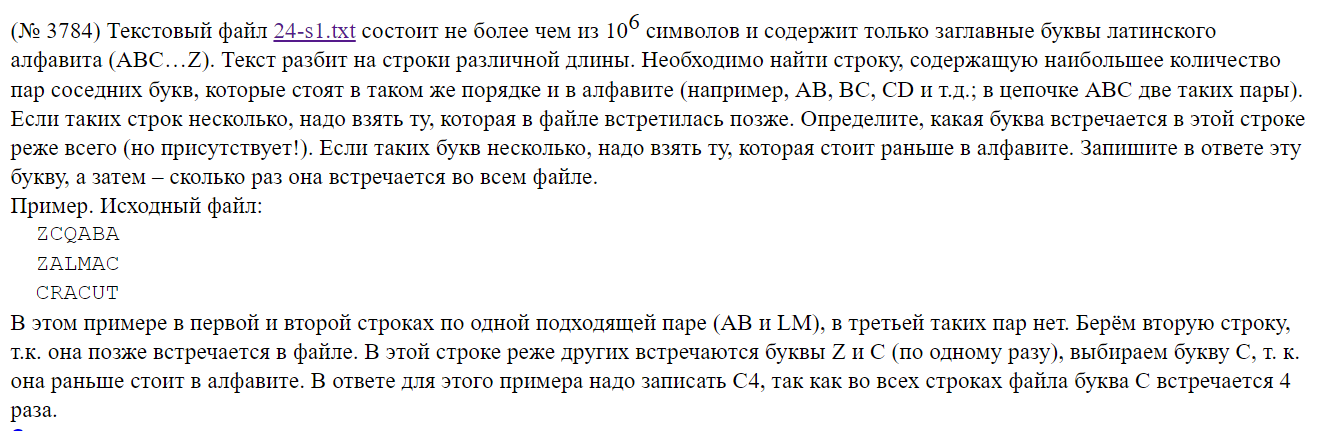 (№ 3784) Текстовый файл 24-s1.txt состоит не более чем из 10⁶ символов и содержит только заглавные буквы латинского
алфавита (ABC…Z). Текст разбит на строки различной длины. Необходимо найти строку, содержащую наибольшее количество
пар соседних букв, которые стоят в таком же порядке и в алфавите (например, AB, BC, CD и т.д.; в цепочке ABC две таких пары).
Если таких строк несколько, надо взять ту, которая в файле встретилась позже. Определите, какая буква встречается в этой строке
реже всего (но присутствует!). Если таких букв несколько, надо взять ту, которая стоит раньше в алфавите. Запишите в ответе эту
букву, а затем – сколько раз она встречается во всем файле.
Пример. Исходный файл:
ZCQABA
ZALMAC
CRACUT
В этом примере в первой и второй строках по одной подходящей паре (AB и LM), в третьей таких пар нет. Берём вторую строку,
т.к. она позже встречается в файле. В этой строке реже других встречаются буквы Z и C (по одному разу), выбираем букву C, т. к.
она раньше стоит в алфавите. В ответе для этого примера надо записать C4, так как во всех строках файла буква C встречается 4
раза.